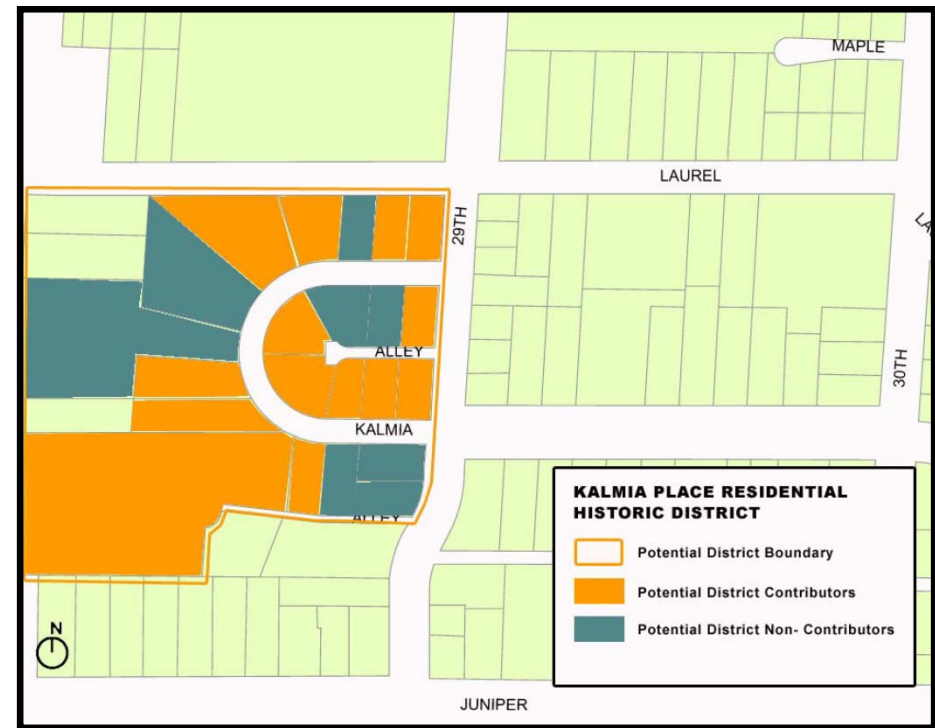 MAPLE
LAUREL
29TH
ALLEY
30TH
KALMIA
ALLEY
KALMIA PLACE RESIDENTIAL
HISTORIC DISTRICT
Potential District Boundary
Potential District Contributors
Potential District Non- Contributors
N
JUNIPER